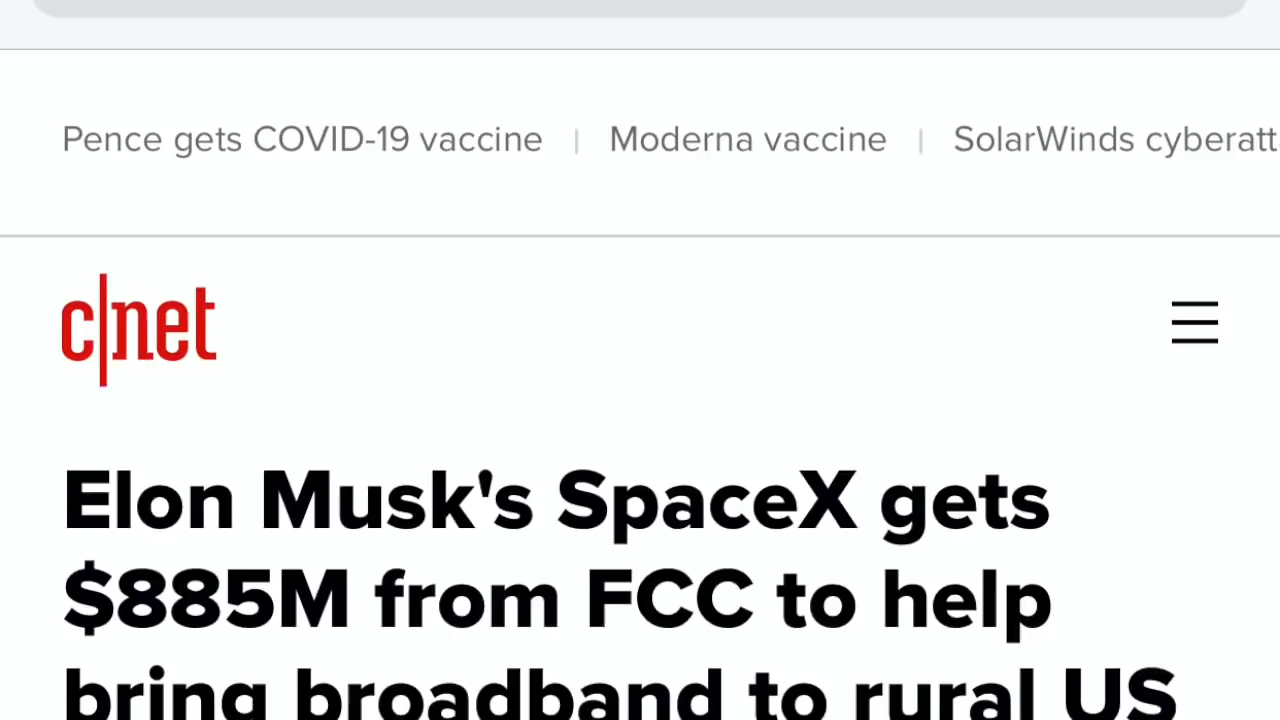 Pence gets COVID-19 vaccine | Moderna vaccine | SolarWinds cyberatt
c|net
Elon Musk's SpaceX gets
$885M from FCC to help
bring broadband to rural US